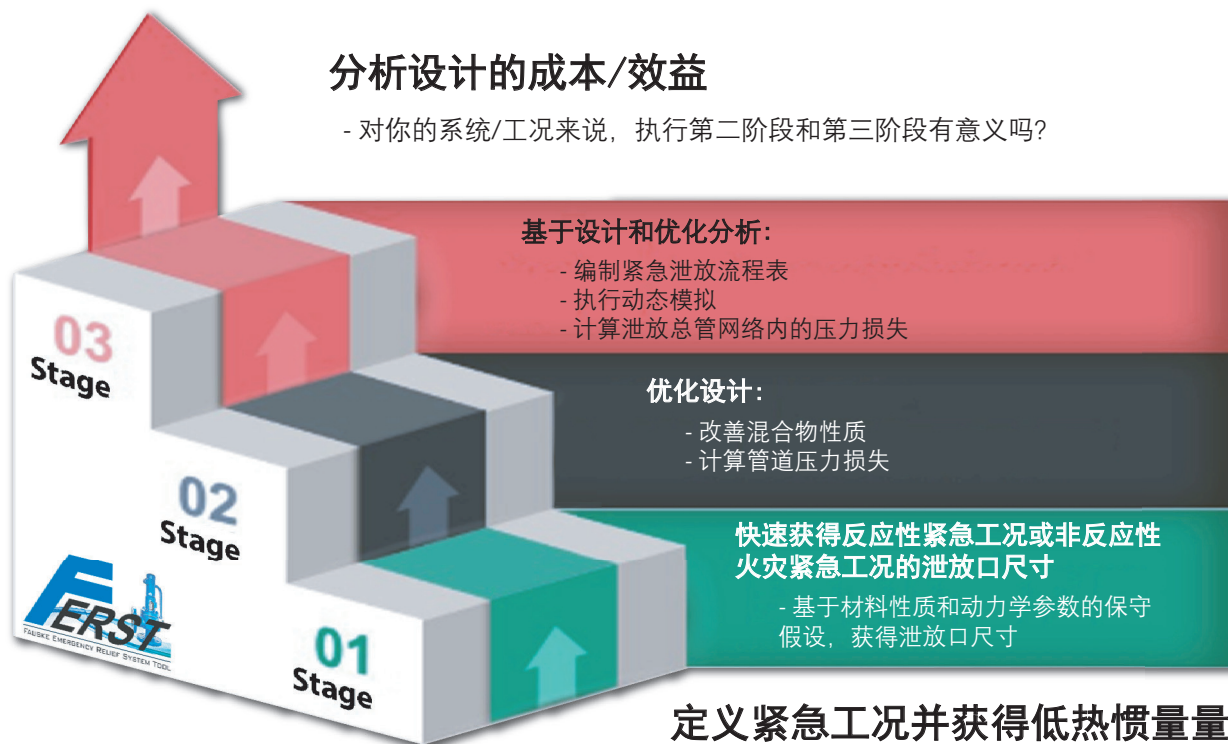 分析设计的成本/效益
- 对你的系统/工况来说，执行第二阶段和第三阶段有意义吗?
基于设计和优化分析:
- 编制紧急泄放流程表
- 执行动态模拟
- 计算泄放总管网络内的压力损失
03
Stage
优化设计:
- 改善混合物性质
- 计算管道压力损失
02
Stage
快速获得反应性紧急工况或非反应性
火灾紧急工况的泄放口尺寸
- 基于材料性质和动力学参数的保守
假设，获得泄放口尺寸
01
Stage
FERST
FAUSKE EMERGENCY RELIEF SYSTEM TOOL
定义紧急工况并获得低热惯量量